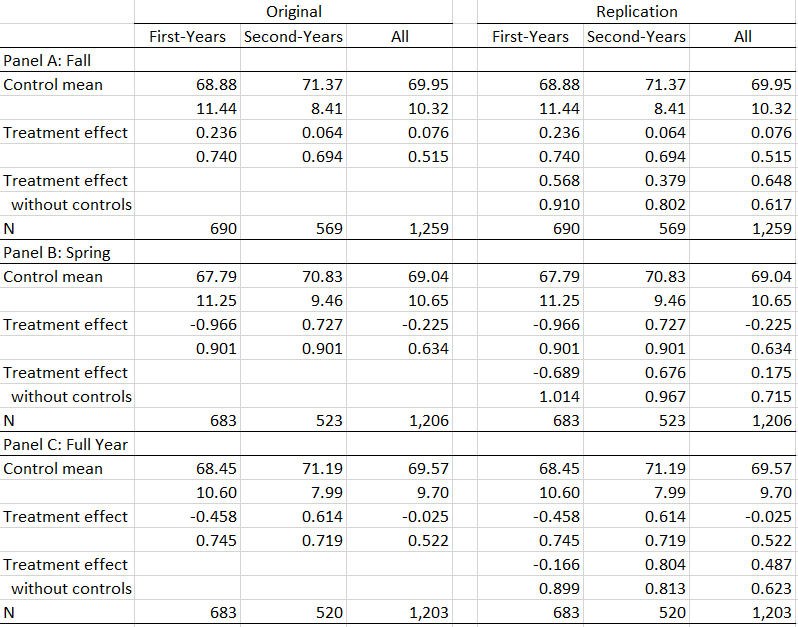 Original Replication
First-Years Second-Years All First-Years Second-Years All
Panel A: Fall
Control mean 68.88 71.37 69.95 68.88 71.37 69.95
11.44 8.41 10.32 11.44 8.41 10.32
Treatment effect 0.236 0.064 0.076 0.236 0.064 0.076
0.740 0.694 0.515 0.740 0.694 0.515
Treatment effect 0.568 0.379 0.648
without controls 0.910 0.802 0.617
N 690 569 1,259 690 569 1,259
Panel B: Spring
Control mean 67.79 70.83 69.04 67.79 70.83 69.04
11.25 9.46 10.65 11.25 9.46 10.65
Treatment effect -0.966 0.727 -0.225 -0.966 0.727 -0.225
0.901 0.901 0.634 0.901 0.901 0.634
Treatment effect -0.689 0.676 0.175
without controls 1.014 0.967 0.715
N 683 523 1,206 683 523 1,206
Panel C: Full Year
Control mean 68.45 71.19 69.57 68.45 71.19 69.57
10.60 7.99 9.70 10.60 7.99 9.70
Treatment effect -0.458 0.614 -0.025 -0.458 0.614 -0.025
0.745 0.719 0.522 0.745 0.719 0.522
Treatment effect -0.166 0.804 0.487
without controls 0.899 0.813 0.623
N 683 520 1,203 683 520 1,203